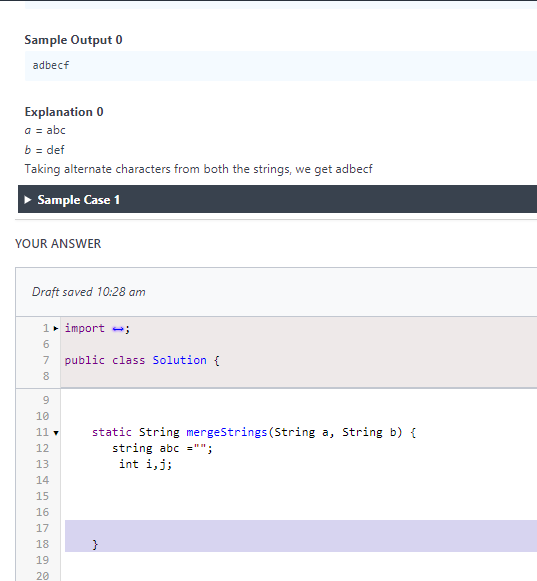 Sample Output 0
adbecf
Explanation 0
a = abc
b = def
Taking alternate characters from both the strings, we get adbecf
Sample Case 1
YOUR ANSWER
Draft saved 10:28 am
1 import ↔;
6
7 public class Solution {
8
9
10
11 static String mergeStrings(String a, String b) {
12 string abc ="";
13 int i,j;
14
15
16
17
18 }
19
20